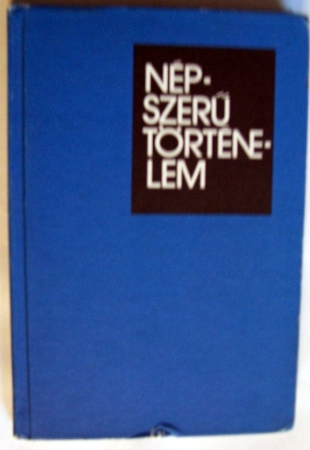 NÉP-
SZERŰ
TÖRTÉNE-
LEM